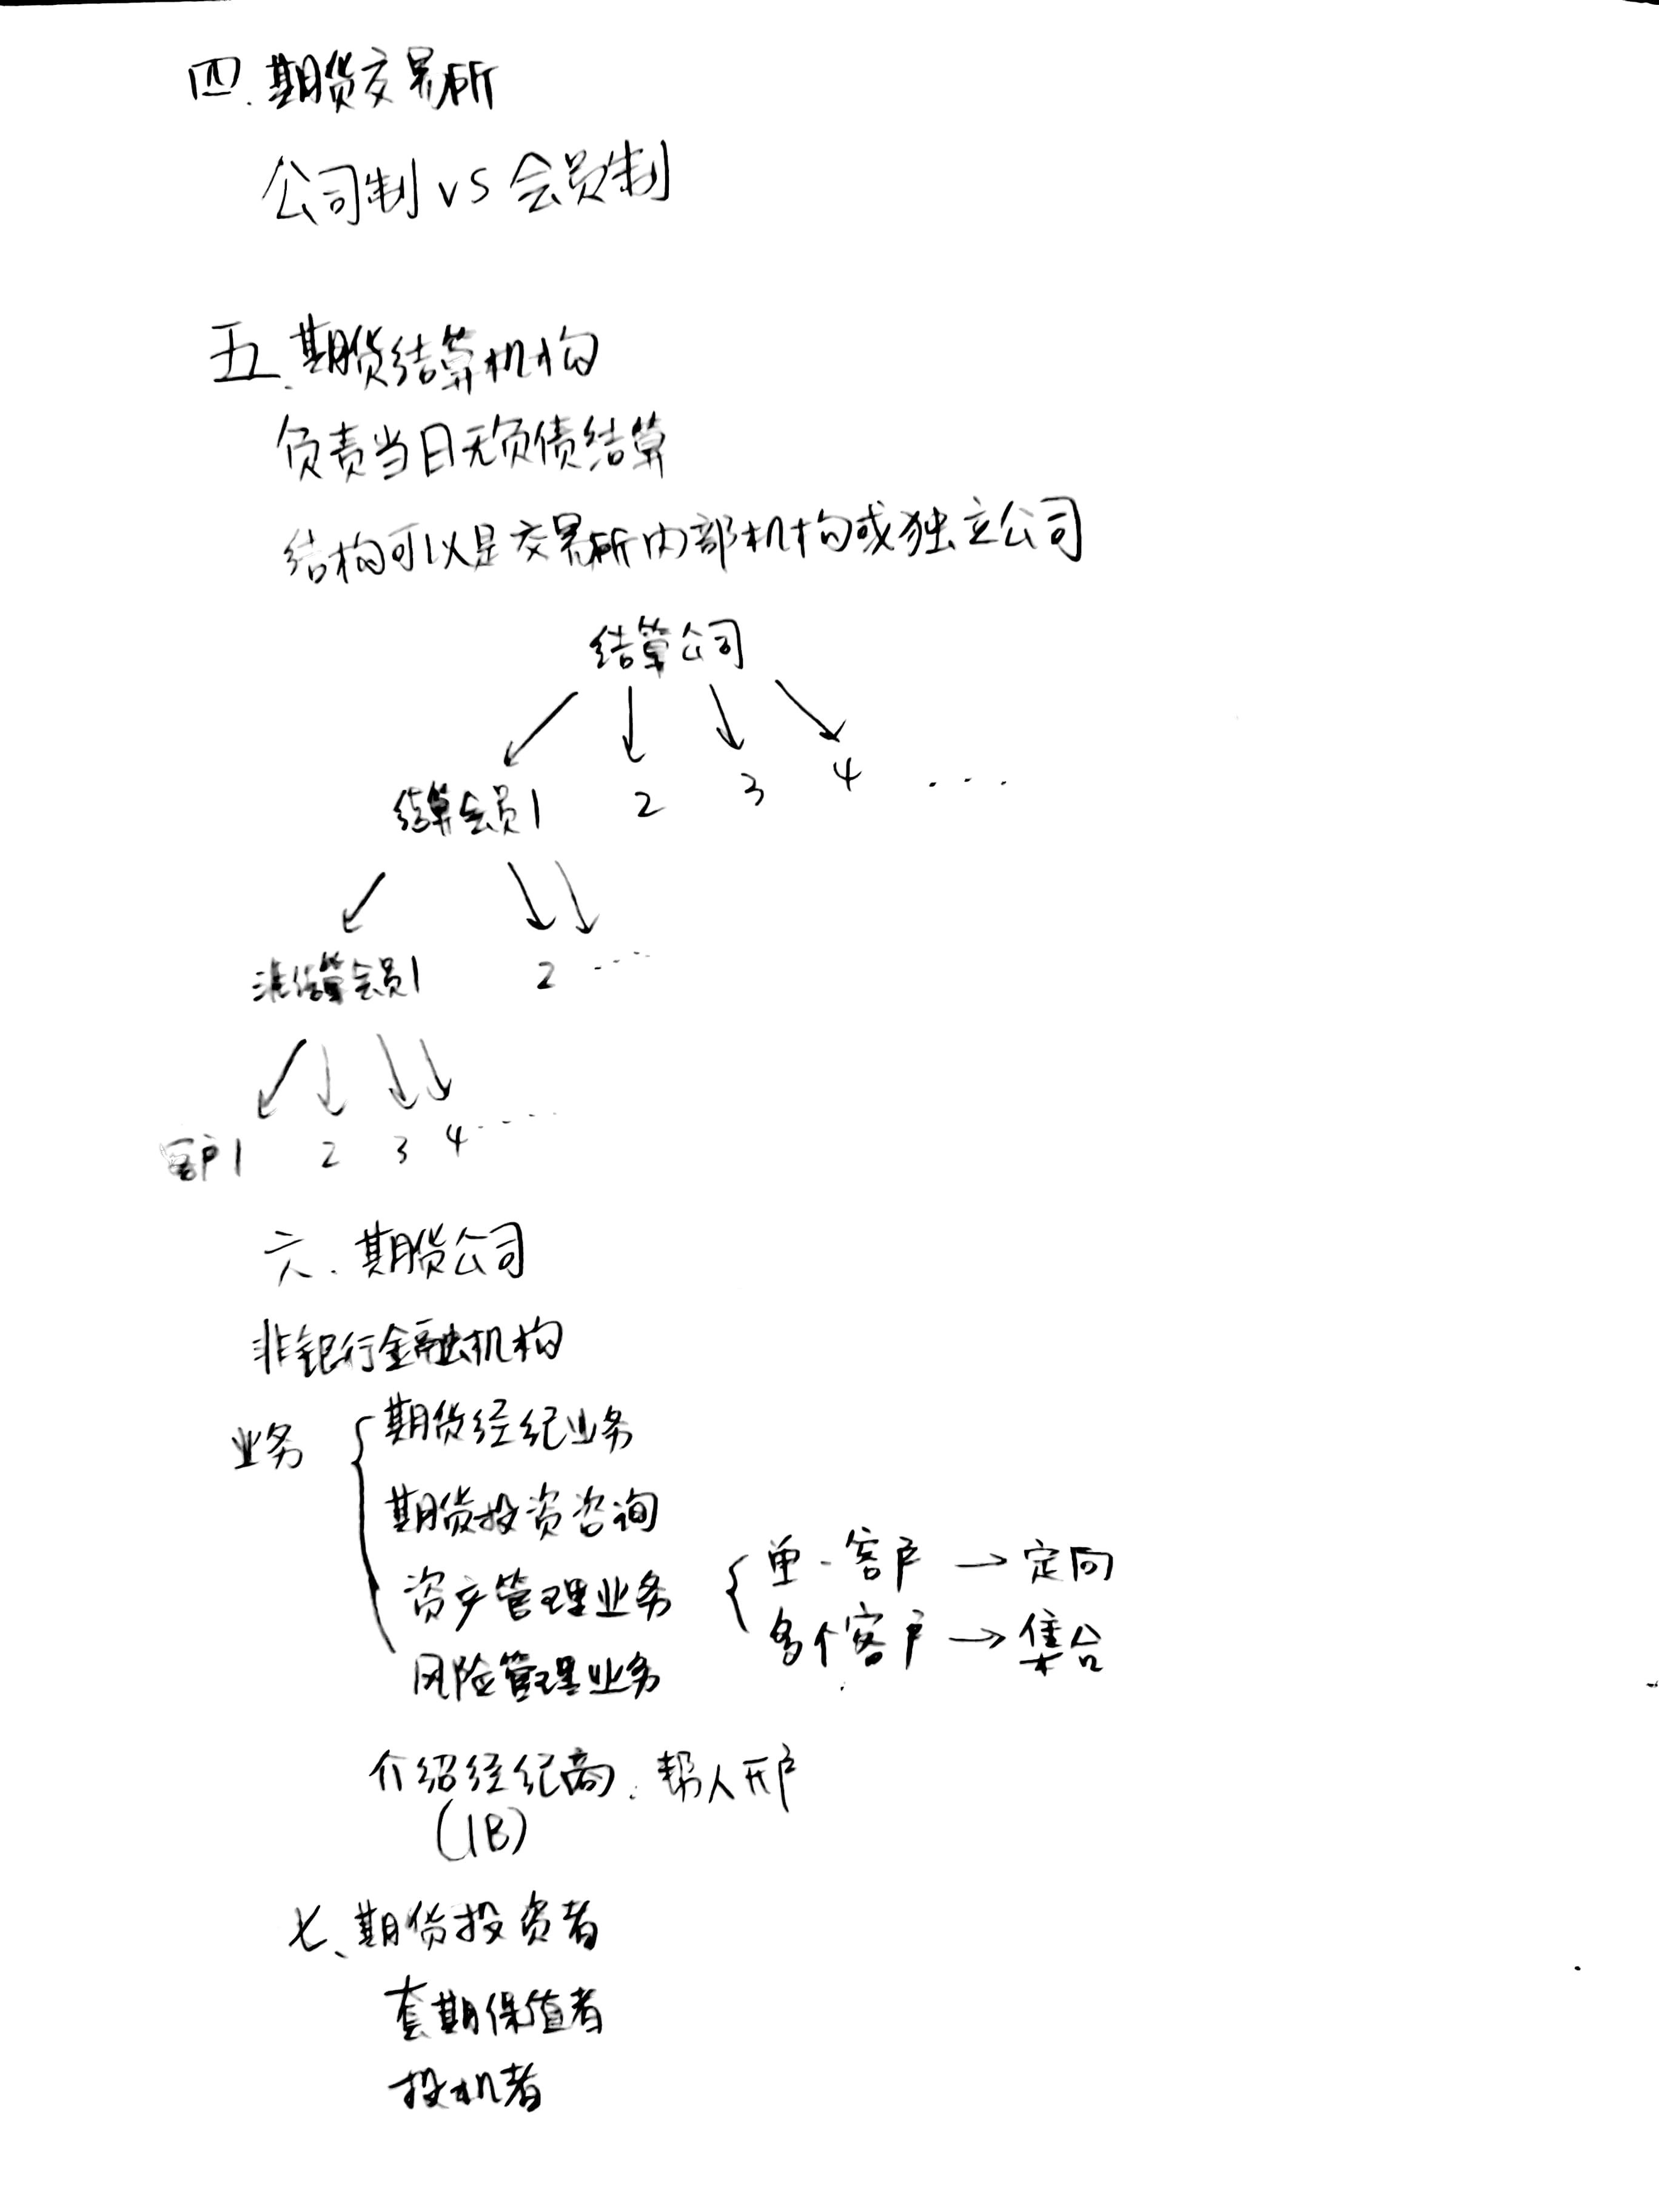 四.期货交易所
公司制 vs 会员制
五.期货结算机构
负责当日无负债结算
结构可以是交易所内部机构或独立公司
结算公司
结算会员1 2 3 4 ...
非结算会员1 2 ....
客户1 2 3 4 .....
六.期货公司
非银行金融机构
业务
期货经纪业务
期货投资咨询
资产管理业务
单一客户 → 定向
多个客户 → 集合
风险管理业务
介绍经纪商.帮人开户
(IB)
七、期货投资者
套期保值者
投机者